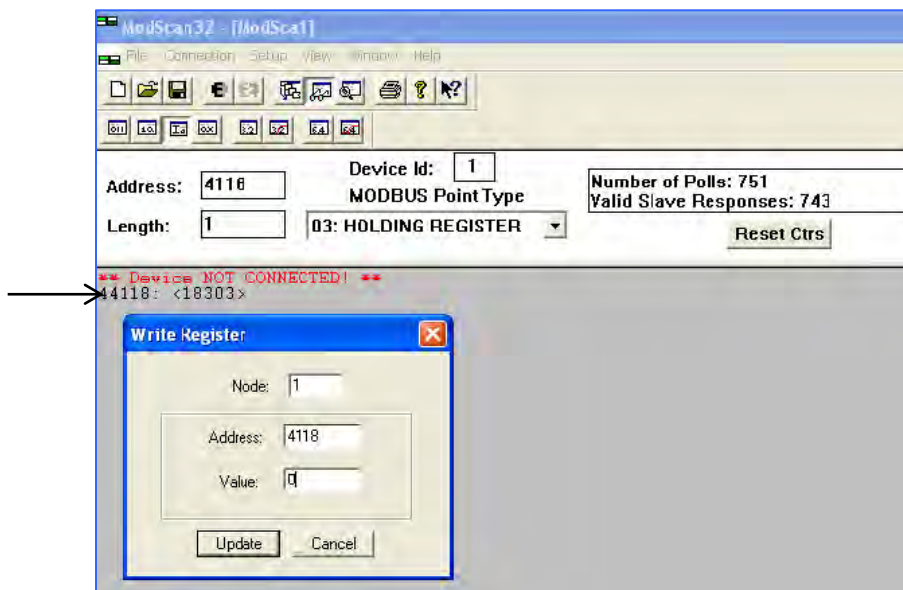 ModScan32 - [ModSca1]
File Connection Setup View Window Help
Address: 4118
Device Id: 1
MODBUS Point Type
Length: 1
03: HOLDING REGISTER
Number of Polls: 751
Valid Slave Responses: 743
Reset Ctrs
** Device NOT CONNECTED! **
44118: <18303>
Write Register
Node: 1
Address: 4118
Value: 0
Update Cancel